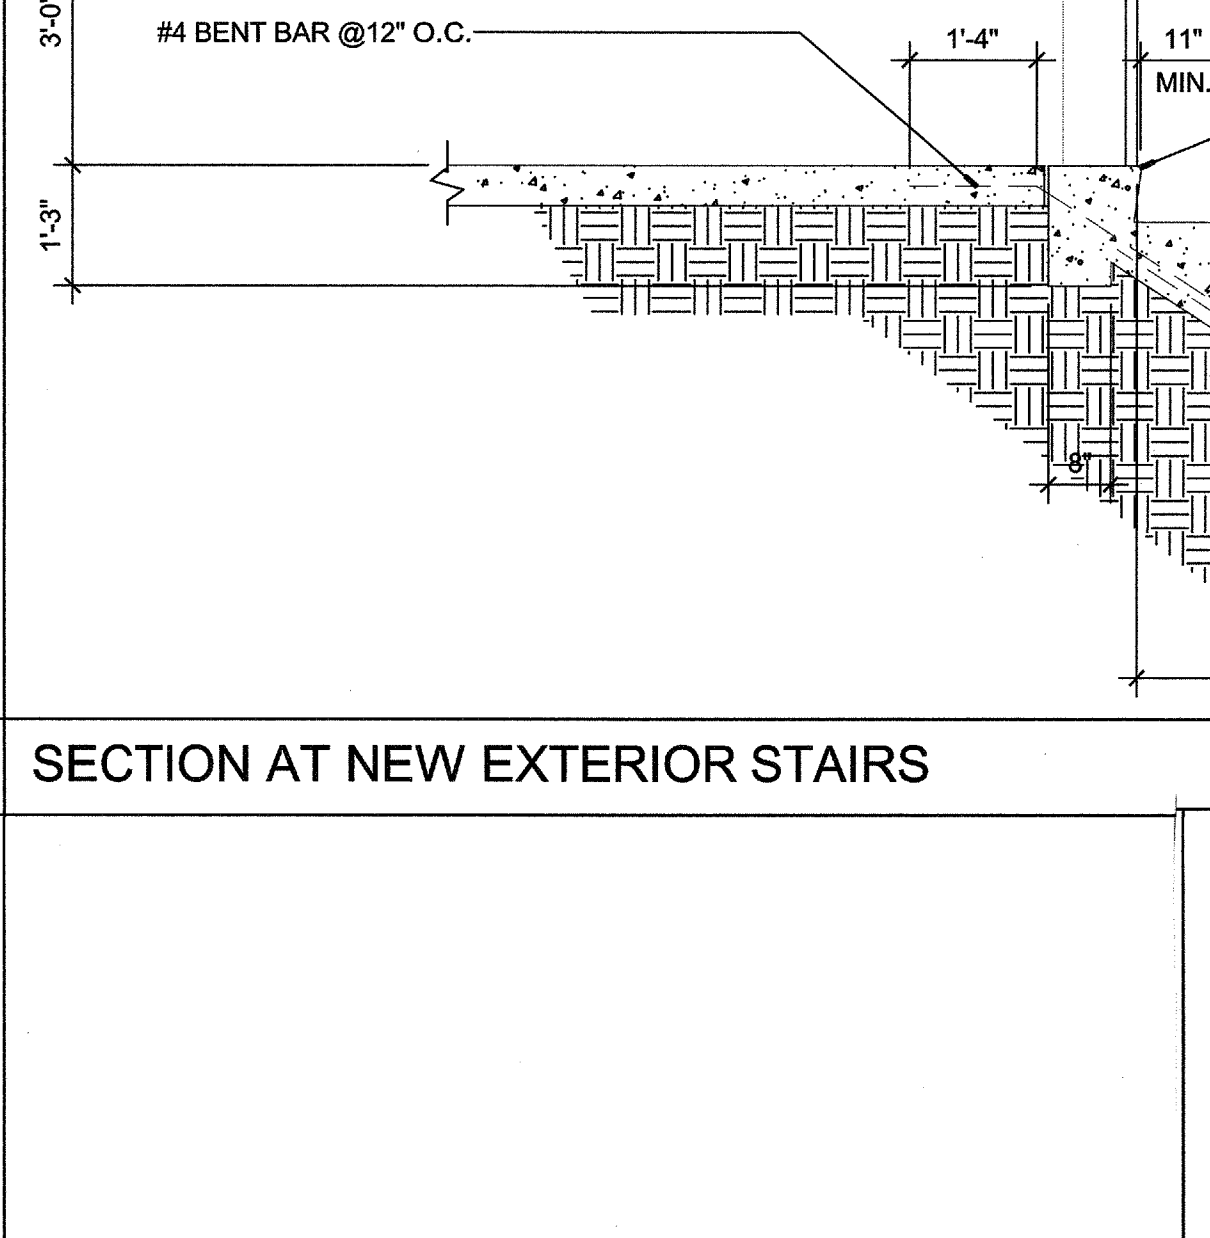 3'-0"
#4 BENT BAR @12" O.C.
1'-4"
11"
MIN.
1'-3"
8"
SECTION AT NEW EXTERIOR STAIRS